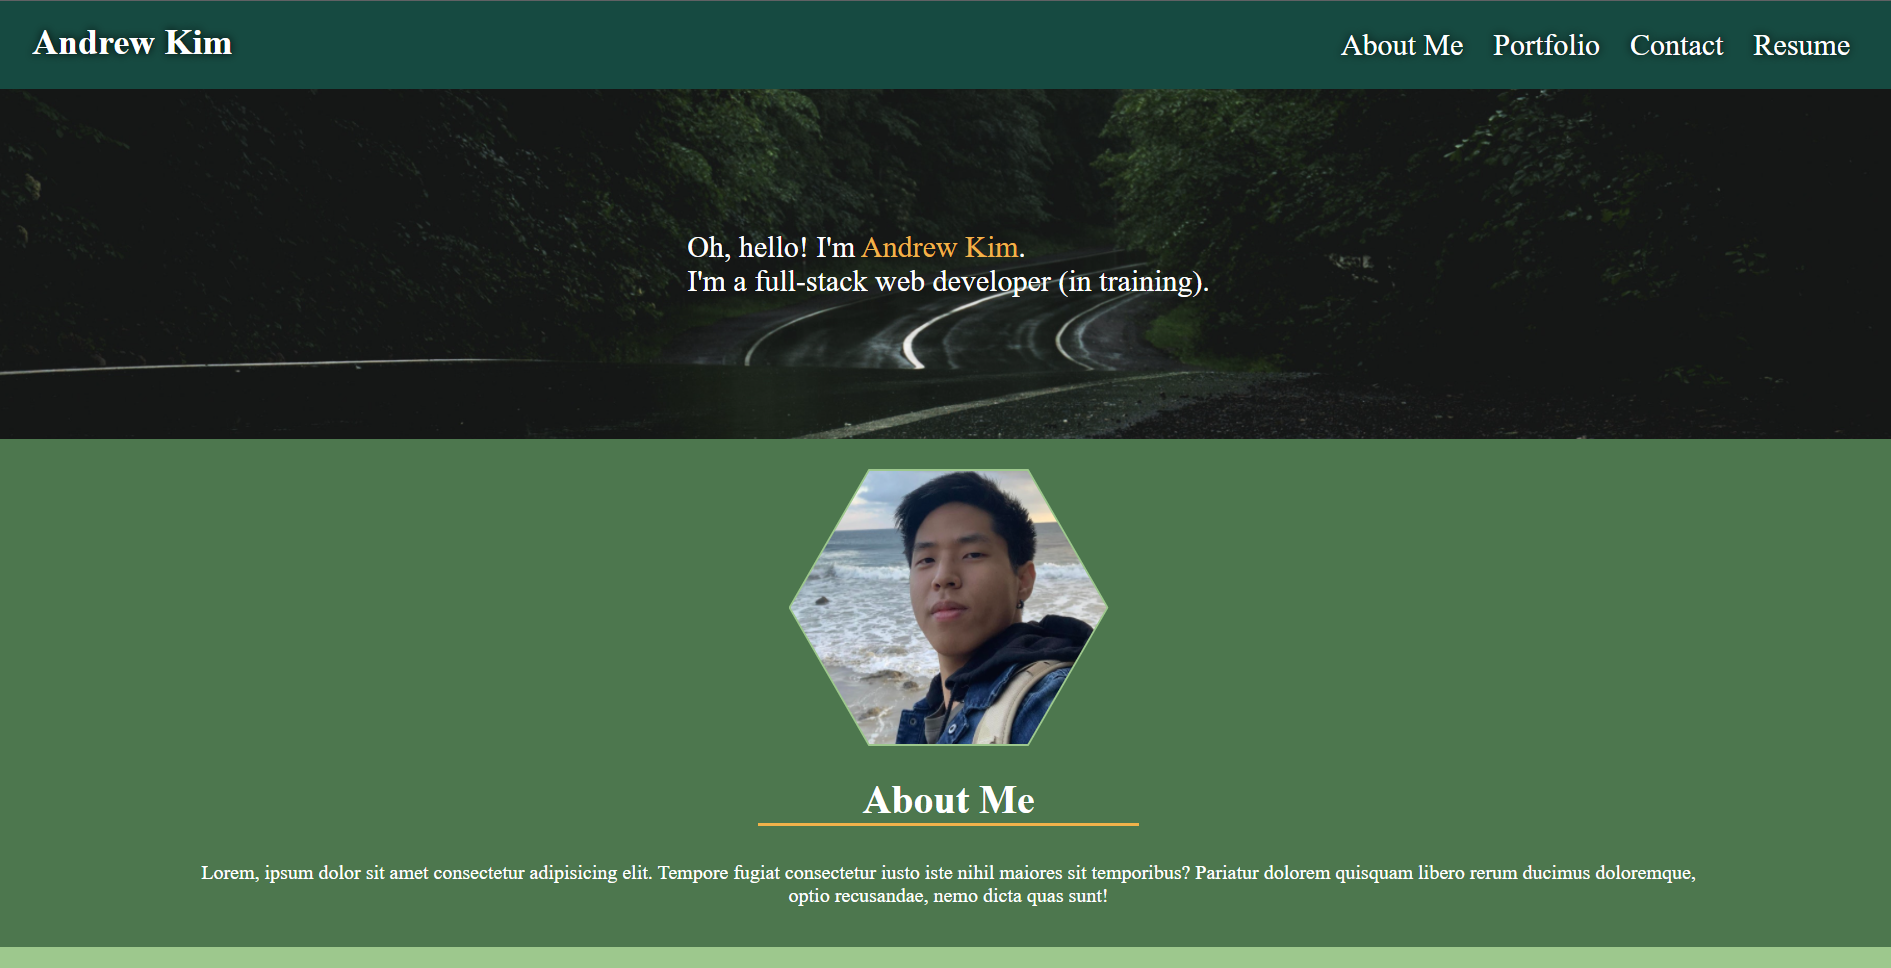 Andrew Kim
About Me Portfolio Contact Resume
Oh, hello! I'm Andrew Kim.
I'm a full-stack web developer (in training).
About Me
Lorem, ipsum dolor sit amet consectetur adipisicing elit. Tempore fugiat consectetur iusto iste nihil maiores sit temporibus? Pariatur dolorem quisquam libero rerum ducimus doloremque,
optio recusandae, nemo dicta quas sunt!